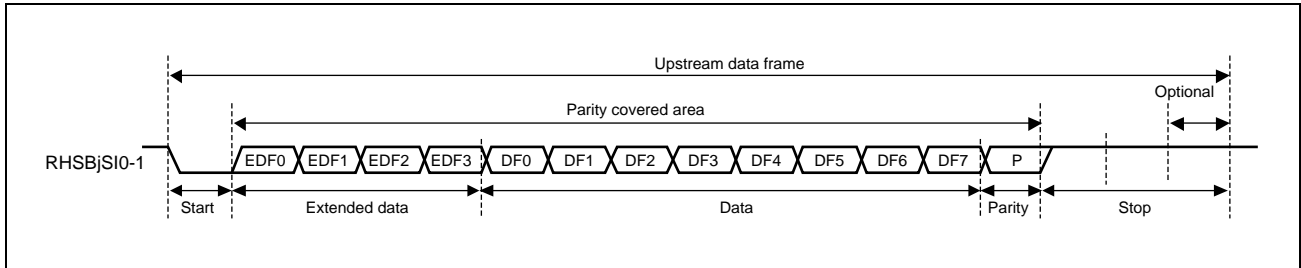 Upstream data frame
Optional
Parity covered area
RHSBjSI0-1
EDF0 EDF1 EDF2 EDF3 DF0 DF1 DF2 DF3 DF4 DF5 DF6 DF7 P
Start Extended data Data Parity Stop